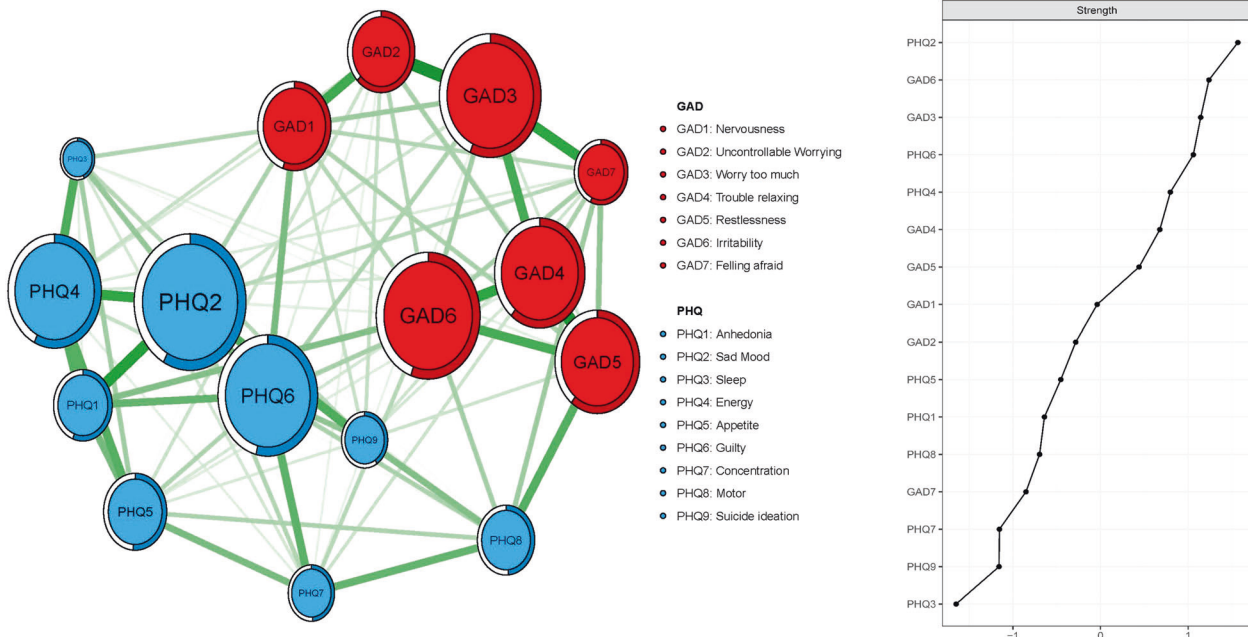 GAD2
GAD3
GAD1
PHQ3
GAD7
PHQ4
PHQ2
GAD4
GAD6
GAD5
PHQ6
PHQ1
PHQ9
PHQ5
PHQ8
PHQ7
GAD
GAD1: Nervousness
GAD2: Uncontrollable Worrying
GAD3: Worry too much
GAD4: Trouble relaxing
GAD5: Restlessness
GAD6: Irritability
GAD7: Felling afraid
PHQ
PHQ1: Anhedonia
PHQ2: Sad Mood
PHQ3: Sleep
PHQ4: Energy
PHQ5: Appetite
PHQ6: Guilty
PHQ7: Concentration
PHQ8: Motor
PHQ9: Suicide ideation
Strength
PHQ2
GAD6
GAD3
PHQ6
PHQ4
GAD4
GAD5
GAD1
GAD2
PHQ5
PHQ1
PHQ8
GAD7
PHQ7
PHQ9
PHQ3
−1 0 1